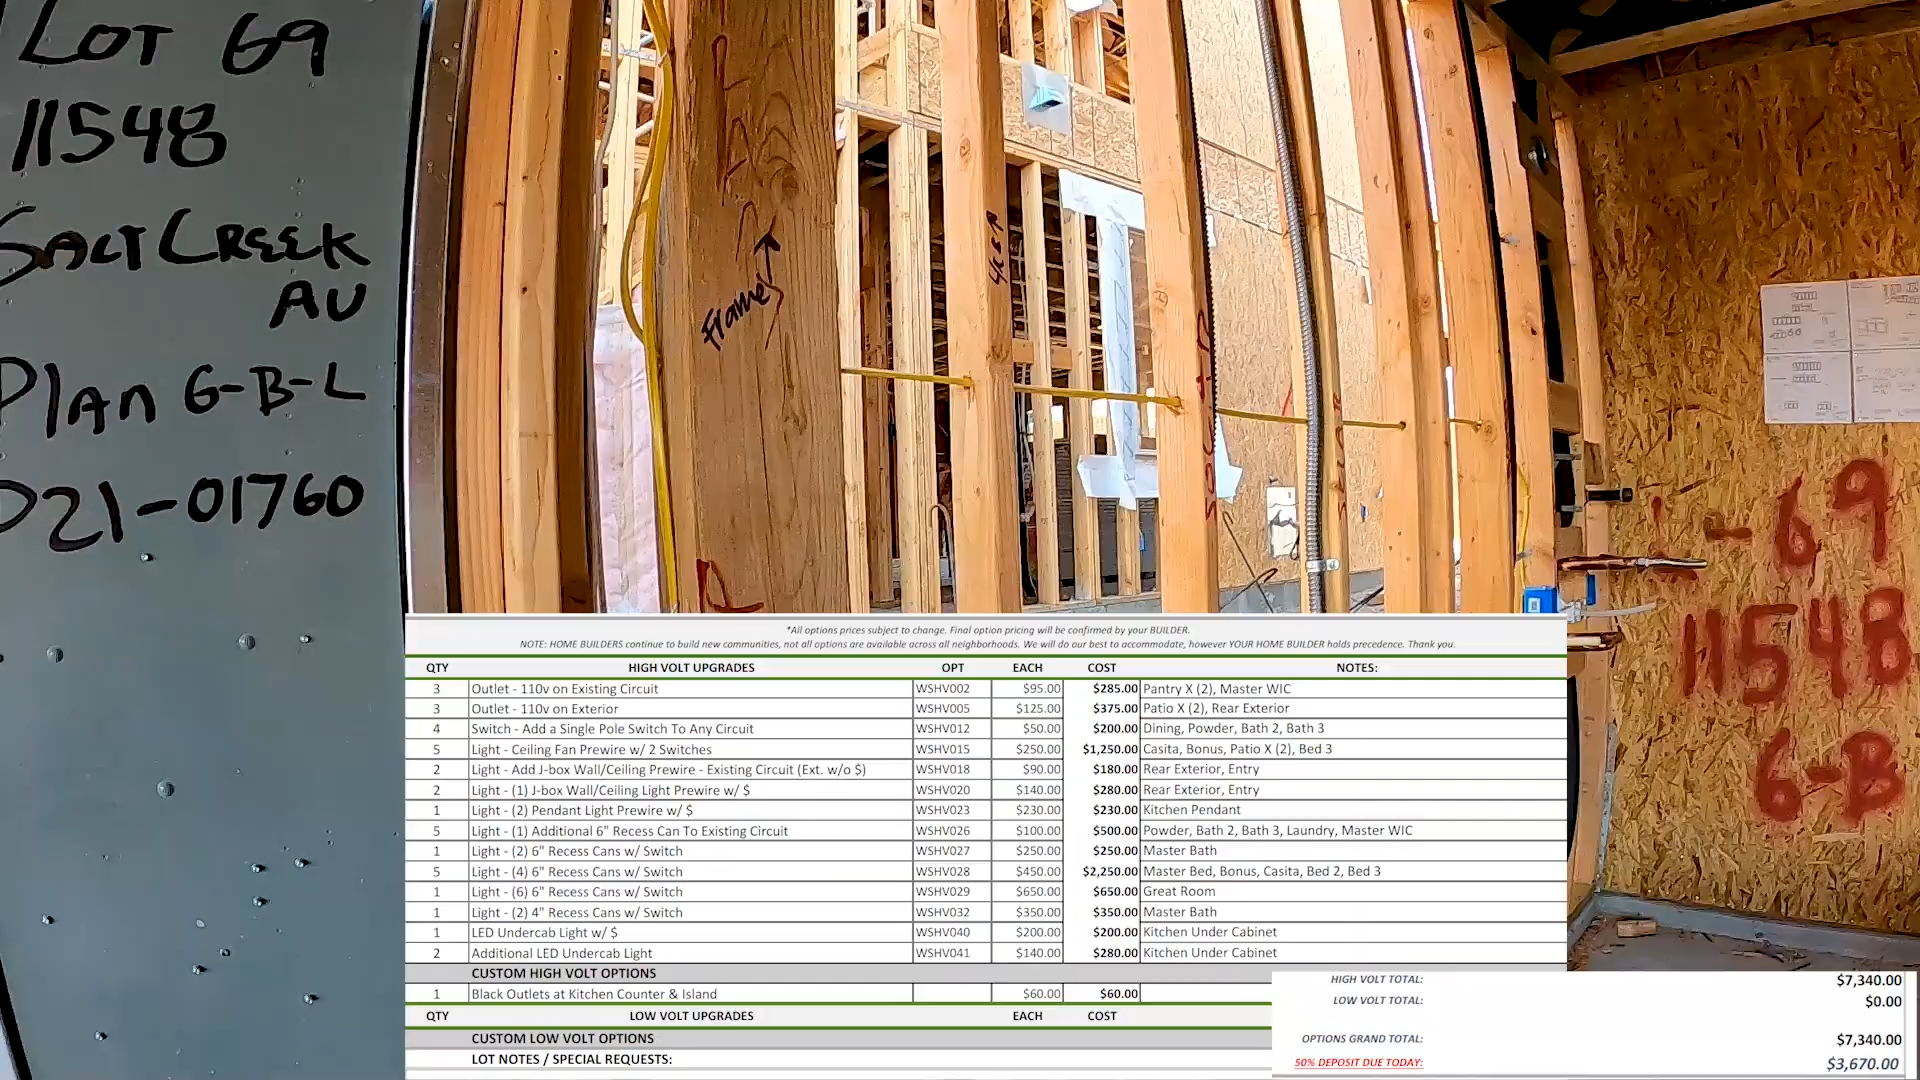 LOT 69
11548
SALT CREEK
AV
Plan 6-B-L
D21-01760
Frame
*All options prices subject to change. Final option pricing will be confirmed by your BUILDER.
NOTE: HOME BUILDERS continue to build new communities, not all options are available across all neighborhoods. We will do our best to accommodate, however YOUR HOME BUILDER holds precedence. Thank you.
QTY HIGH VOLT UPGRADES OPT EACH COST NOTES:
3 Outlet - 110v on Existing Circuit WSHV002 $95.00 $285.00 Pantry X (2), Master WIC
3 Outlet - 110v on Exterior WSHV005 $125.00 $375.00 Patio X (2), Rear Exterior
4 Switch - Add a Single Pole Switch To Any Circuit WSHV012 $50.00 $200.00 Dining, Powder, Bath 2, Bath 3
5 Light - Ceiling Fan Prewire w/ 2 Switches WSHV015 $250.00 $1,250.00 Casita, Bonus, Patio X (2), Bed 3
2 Light - Add J-box Wall/Ceiling Prewire - Existing Circuit (Ext. w/o $) WSHV018 $90.00 $180.00 Rear Exterior, Entry
2 Light - (1) J-box Wall/Ceiling Light Prewire w/ $ WSHV020 $140.00 $280.00 Rear Exterior, Entry
1 Light - (2) Pendant Light Prewire w/ $ WSHV023 $230.00 $230.00 Kitchen Pendant
5 Light - (1) Additional 6" Recess Can To Existing Circuit WSHV026 $100.00 $500.00 Powder, Bath 2, Bath 3, Laundry, Master WIC
1 Light - (2) 6" Recess Cans w/ Switch WSHV027 $250.00 $250.00 Master Bath
5 Light - (4) 6" Recess Cans w/ Switch WSHV028 $450.00 $2,250.00 Master Bed, Bonus, Casita, Bed 2, Bed 3
1 Light - (6) 6" Recess Cans w/ Switch WSHV029 $650.00 $650.00 Great Room
1 Light - (2) 4" Recess Cans w/ Switch WSHV032 $350.00 $350.00 Master Bath
1 LED Undercab Light w/ $ WSHV040 $200.00 $200.00 Kitchen Under Cabinet
2 Additional LED Undercab Light WSHV041 $140.00 $280.00 Kitchen Under Cabinet
CUSTOM HIGH VOLT OPTIONS
1 Black Outlets at Kitchen Counter & Island $60.00 $60.00
QTY LOW VOLT UPGRADES EACH COST
CUSTOM LOW VOLT OPTIONS
LOT NOTES / SPECIAL REQUESTS:
HIGH VOLT TOTAL: $7,340.00
LOW VOLT TOTAL: $0.00
OPTIONS GRAND TOTAL: $7,340.00
50% DEPOSIT DUE TODAY: $3,670.00
L-69
11548
6-B